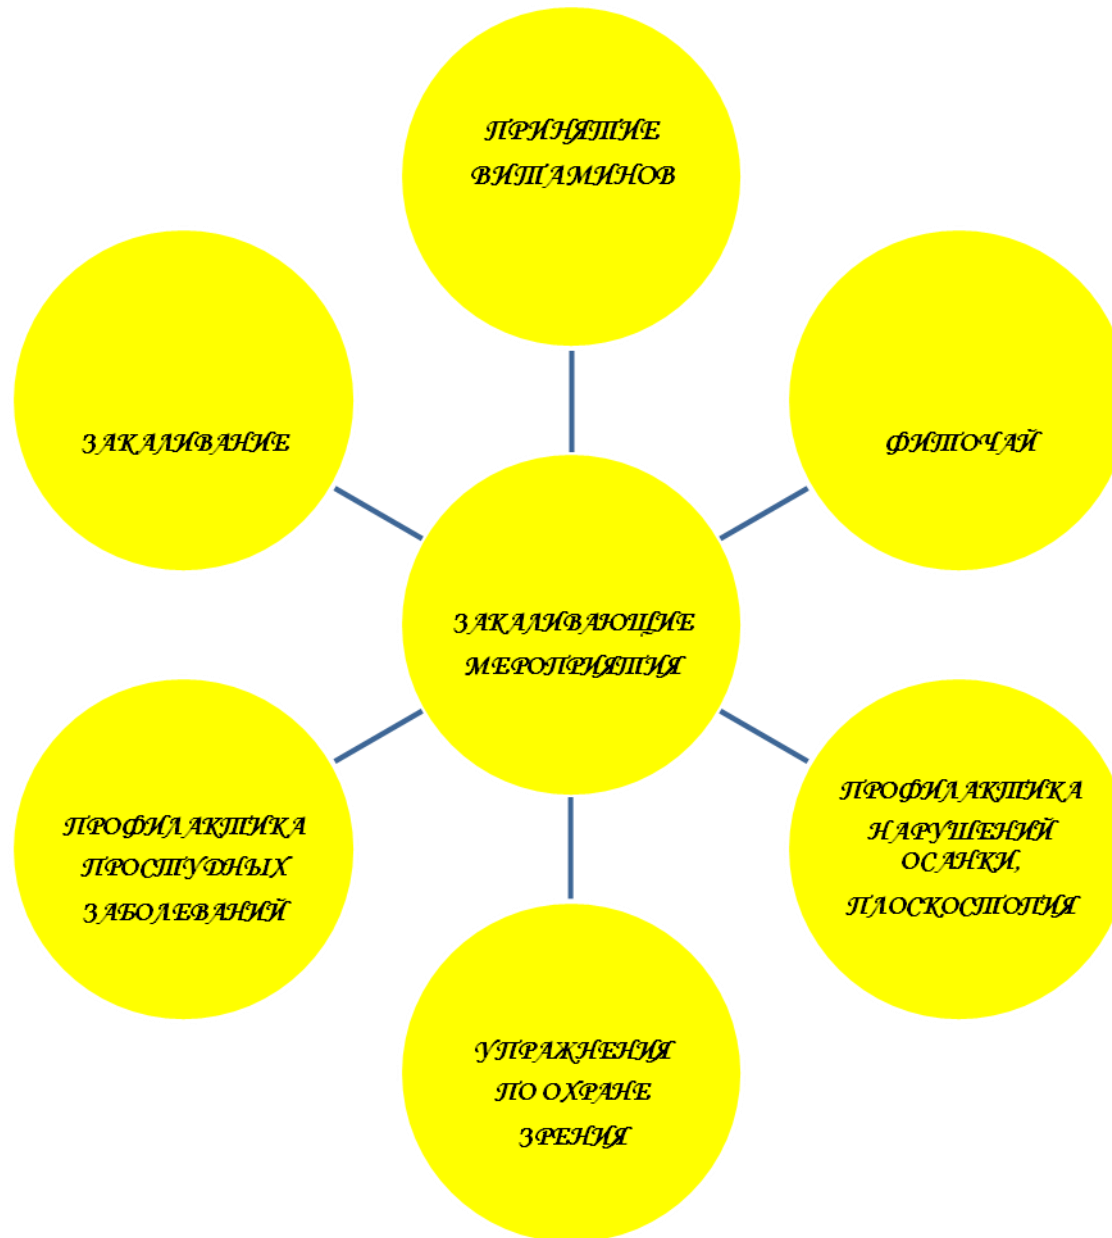 ПРИНЯТИЕ
ВИТАМИНОВ
ЗАКАЛИВАНИЕ
ФИТОЧАЙ
ЗАКАЛИВАЮЩИЕ
МЕРОПРИЯТИЯ
ПРОФИЛАКТИКА
ПРОСТУДНЫХ
ЗАБОЛЕВАНИЙ
ПРОФИЛАКТИКА
НАРУШЕНИЙ
ОСАНКИ,
ПЛОСКОСТОПИЯ
УПРАЖНЕНИЯ
ПО ОХРАНЕ
ЗРЕНИЯ